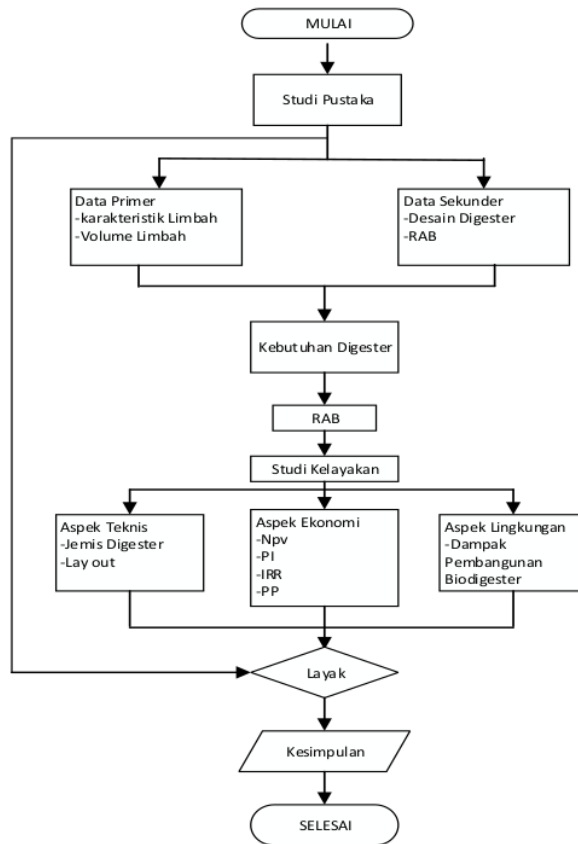 MULAI
Studi Pustaka
Data Primer
-karakteristik Limbah
-Volume Limbah
Data Sekunder
-Desain Digester
-RAB
Kebutuhan Digester
RAB
Studi Kelayakan
Aspek Teknis
-Jemis Digester
-Lay out
Aspek Ekonomi
-Npv
-PI
-IRR
-PP
Aspek Lingkungan
-Dampak
Pembangunan
Biodigester
Layak
Kesimpulan
SELESAI